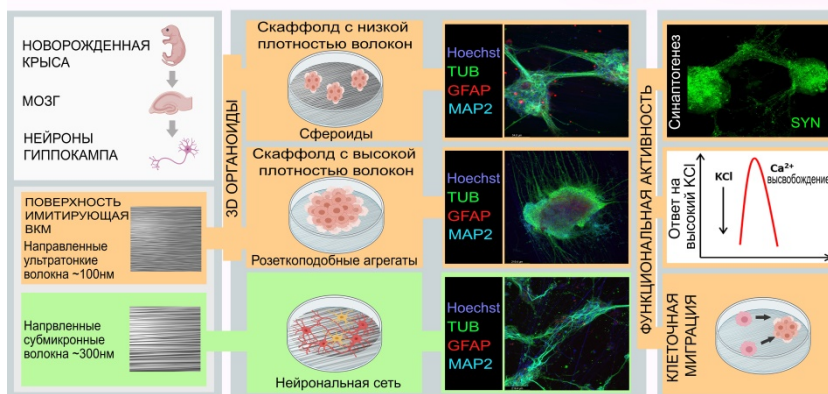 НОВОРОЖДЕННАЯ
КРЫСА
МОЗГ
НЕЙРОНЫ
ГИППОКАМПА
ПОВЕРХНОСТЬ
ИМИТИРУЮЩАЯ
ВКМ
Направленные
ультратонкие
волокна ~100нм
Напрвленные
субмикронные
волокна ~300нм
3D ОРГАНОИДЫ
Скаффолд с низкой
плотностью волокон
Сфероиды
Скаффолд с высокой
плотностью волокон
Розеткоподобные агрегаты
Нейрональная сеть
Hoechst
TUB
GFAP
MAP2
Hoechst
TUB
GFAP
MAP2
Hoechst
TUB
GFAP
MAP2
ФУНКЦИОНАЛЬНАЯ АКТИВНОСТЬ
Синаптогенез
SYN
Ответ на
высокий KCl
KCl
Ca²⁺
высвобождение
КЛЕТОЧНАЯ
МИГРАЦИЯ